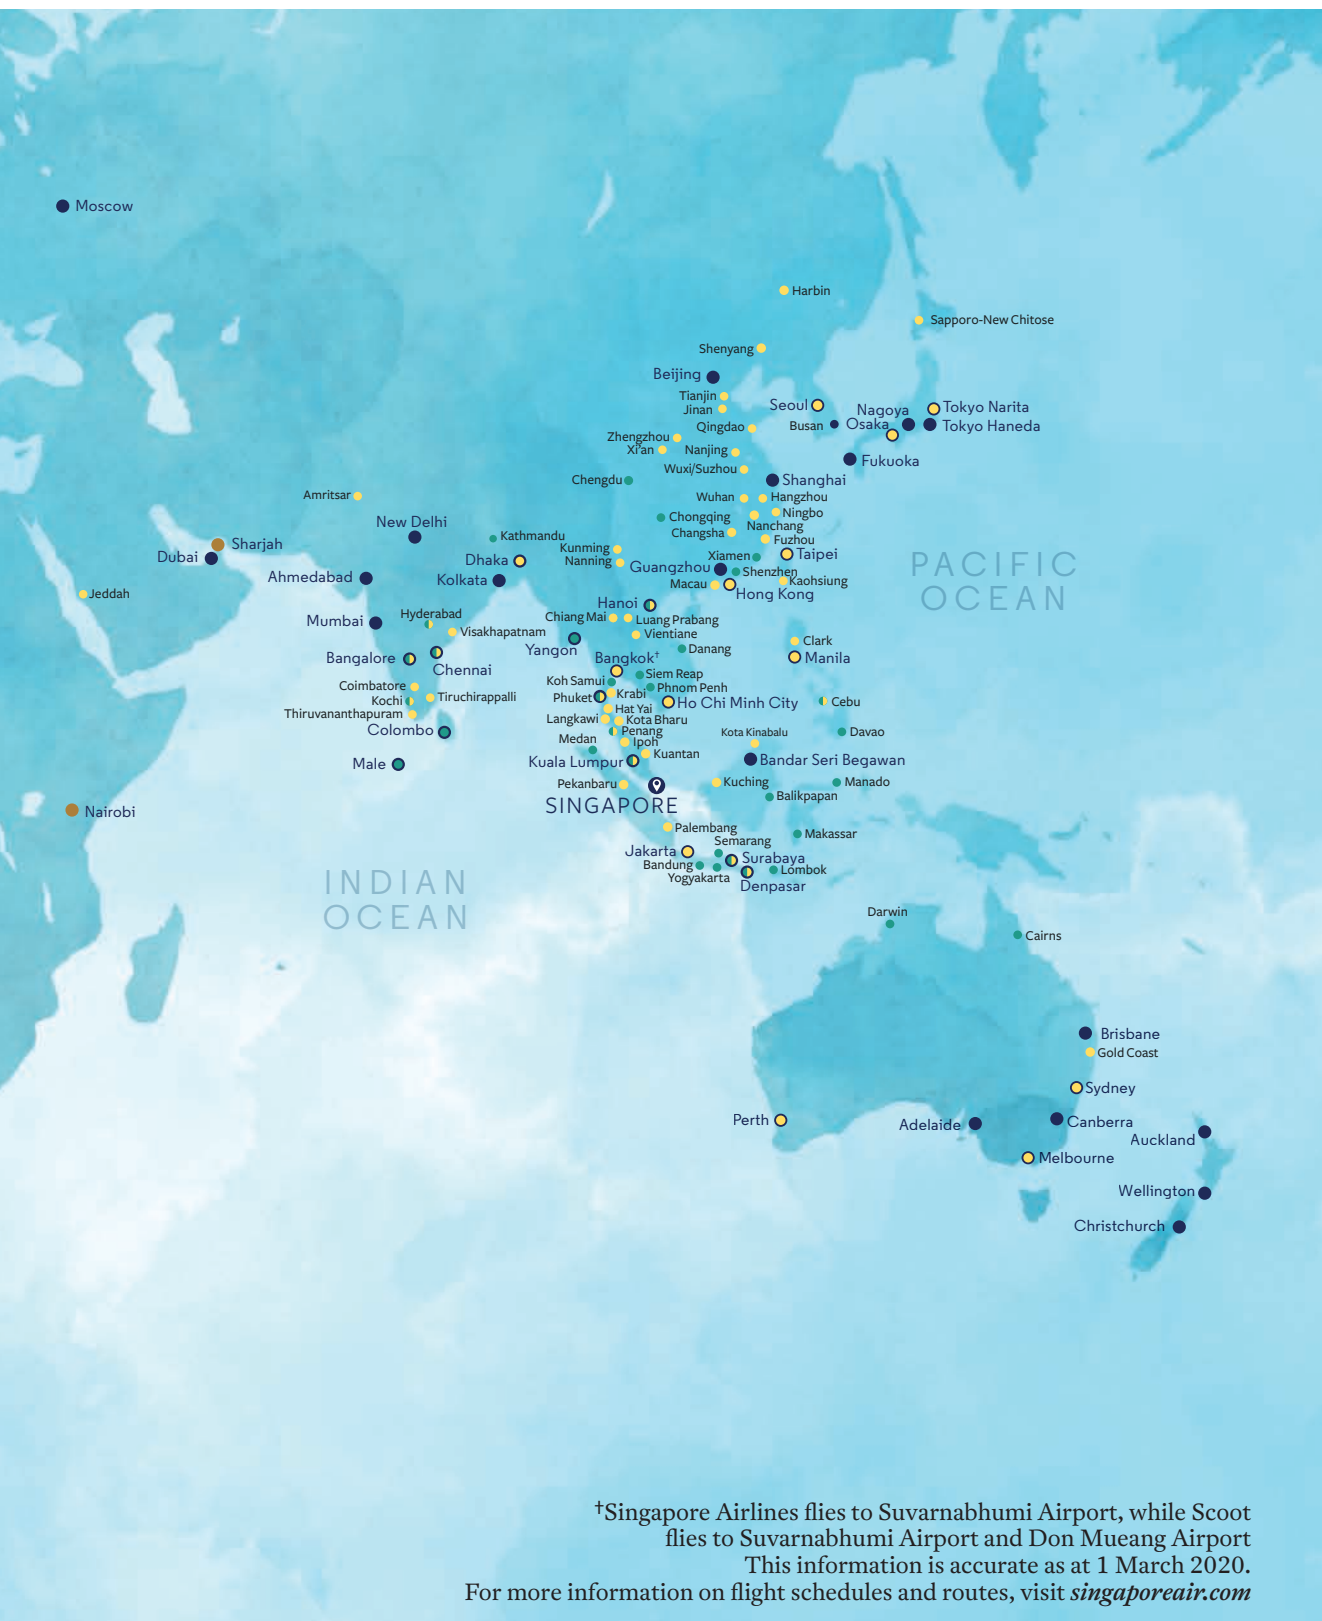 Moscow
Harbin
Sapporo-New Chitose
Shenyang
Beijing
Tianjin
Jinan
Seoul
Nagoya
Tokyo Narita
Qingdao
Busan
Osaka
Tokyo Haneda
Zhengzhou
Xi'an
Nanjing
Fukuoka
Wuxi/Suzhou
Chengdu
Shanghai
Amritsar
Wuhan
Hangzhou
New Delhi
Chongqing
Ningbo
Nanchang
Changsha
Kathmandu
Fuzhou
Sharjah
Dubai
Dhaka
Kunming
Nanning
Xiamen
Taipei
PACIFIC
OCEAN
Ahmedabad
Kolkata
Guangzhou
Shenzhen
Macau
Kaohsiung
Jeddah
Hong Kong
Hanoi
Mumbai
Hyderabad
Chiang Mai
Luang Prabang
Visakhapatnam
Vientiane
Clark
Yangon
Danang
Bangalore
Chennai
Bangkok†
Manila
Siem Reap
Koh Samui
Phnom Penh
Coimbatore
Tiruchirappalli
Phuket
Krabi
Kochi
Ho Chi Minh City
Cebu
Hat Yai
Thiruvananthapuram
Langkawi
Kota Bharu
Colombo
Penang
Kota Kinabalu
Davao
Medan
Ipoh
Kuantan
Male
Kuala Lumpur
Bandar Seri Begawan
Pekanbaru
Kuching
Manado
SINGAPORE
Balikpapan
Nairobi
Palembang
Makassar
Semarang
Jakarta
Surabaya
Bandung
Lombok
Yogyakarta
Denpasar
INDIAN
OCEAN
Darwin
Cairns
Brisbane
Gold Coast
Sydney
Perth
Adelaide
Canberra
Auckland
Melbourne
Wellington
Christchurch
†Singapore Airlines flies to Suvarnabhumi Airport, while Scoot
flies to Suvarnabhumi Airport and Don Mueang Airport
This information is accurate as at 1 March 2020.
For more information on flight schedules and routes, visit singaporeair.com